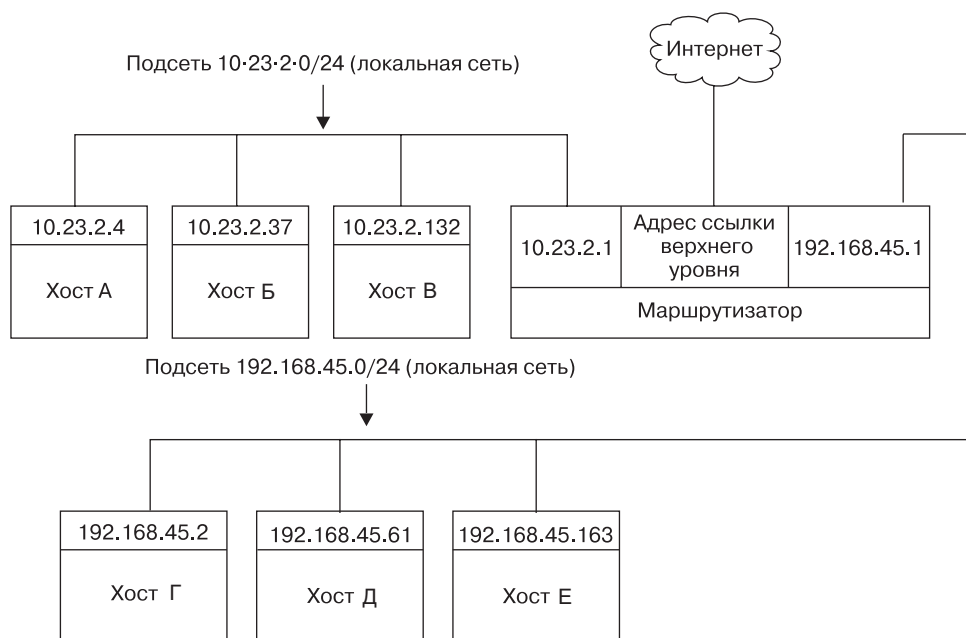 Интернет
Подсеть 10·23·2·0/24 (локальная сеть)
10.23.2.4
10.23.2.37
10.23.2.132
10.23.2.1
Адрес ссылки
верхнего
уровня
192.168.45.1
Хост А
Хост Б
Хост В
Маршрутизатор
Подсеть 192.168.45.0/24 (локальная сеть)
192.168.45.2
192.168.45.61
192.168.45.163
Хост Г
Хост Д
Хост Е